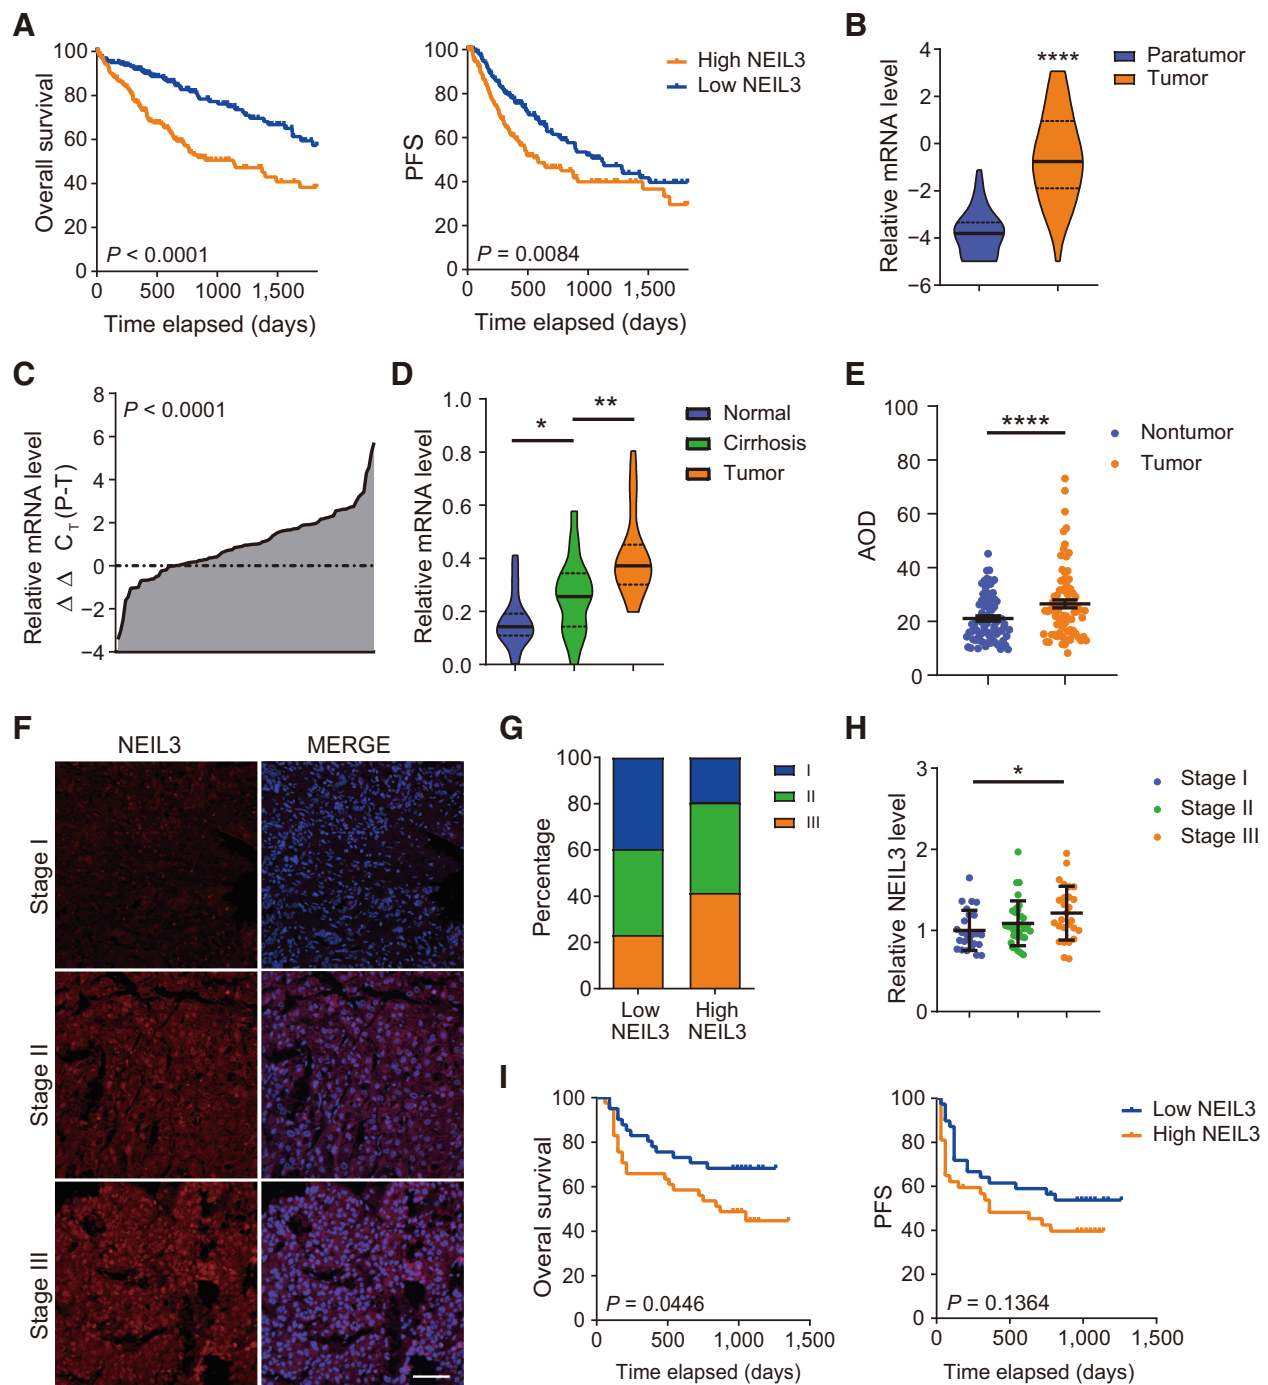 A
100
80
60
40
20
0
Overall survival
P < 0.0001
0 500 1000 1,500
Time elapsed (days)
100
80
60
40
20
0
PFS
P = 0.0084
0 500 1000 1,500
Time elapsed (days)
High NEIL3
Low NEIL3
B
4
2
0
−2
−4
−6
Relative mRNA level
****
Paratumor
Tumor
C
8
6
4
2
0
−2
−4
Relative mRNA level
Δ Δ CT (P-T)
P < 0.0001
D
1.0
0.8
0.6
0.4
0.2
0.0
Relative mRNA level
*
**
Normal
Cirrhosis
Tumor
E
100
80
60
40
20
0
AOD
****
Nontumor
Tumor
F
NEIL3 MERGE
Stage I
Stage II
Stage III
G
100
80
60
40
20
0
Percentage
Low NEIL3
High NEIL3
I
II
III
H
3
2
1
0
Relative NEIL3 level
*
Stage I
Stage II
Stage III
I
100
80
60
40
20
0
Overal survival
P = 0.0446
0 500 1,000 1,500
Time elapsed (days)
100
80
60
40
20
0
PFS
P = 0.1364
0 500 1,000 1,500
Time elapsed (days)
Low NEIL3
High NEIL3